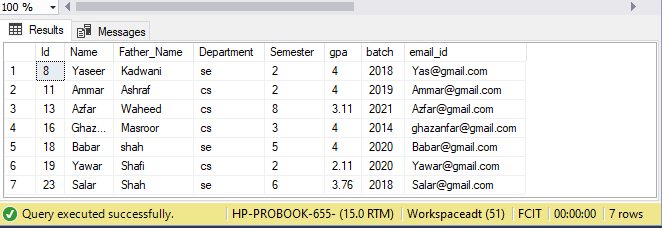 100 %
Results Messages
Id Name Father_Name Department Semester gpa batch email_id
1 8 Yaseer Kadwani se 2 4 2018 Yas@gmail.com
2 11 Ammar Ashraf cs 2 4 2019 Ammar@gmail.com
3 13 Azfar Waheed cs 8 3.11 2021 Azfar@gmail.com
4 16 Ghaz... Masroor cs 3 4 2014 ghazanfar@gmail.com
5 18 Babar shah se 5 4 2020 Babar@gmail.com
6 19 Yawar Shafi cs 2 2.11 2020 Yawar@gmail.com
7 23 Salar Shah se 6 3.76 2018 Salar@gmail.com
Query executed successfully. HP-PROBOOK-655- (15.0 RTM) Workspaceadt (51) FCIT 00:00:00 7 rows